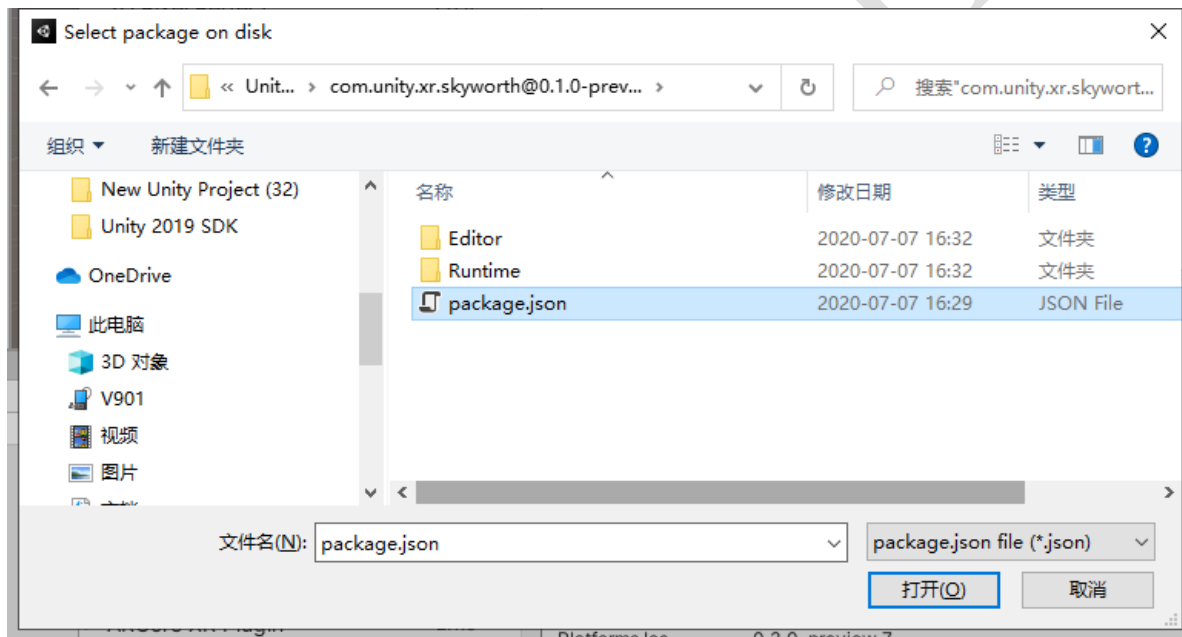 Select package on disk
« Unit... › com.unity.xr.skyworth@0.1.0-prev... ›
搜索"com.unity.xr.skywort...
组织 新建文件夹
名称 修改日期 类型
New Unity Project (32)
Unity 2019 SDK
OneDrive
此电脑
3D 对象
V901
视频
图片
Editor 2020-07-07 16:32 文件夹
Runtime 2020-07-07 16:32 文件夹
package.json 2020-07-07 16:29 JSON File
文件名(N): package.json
package.json file (*.json)
打开(O) 取消